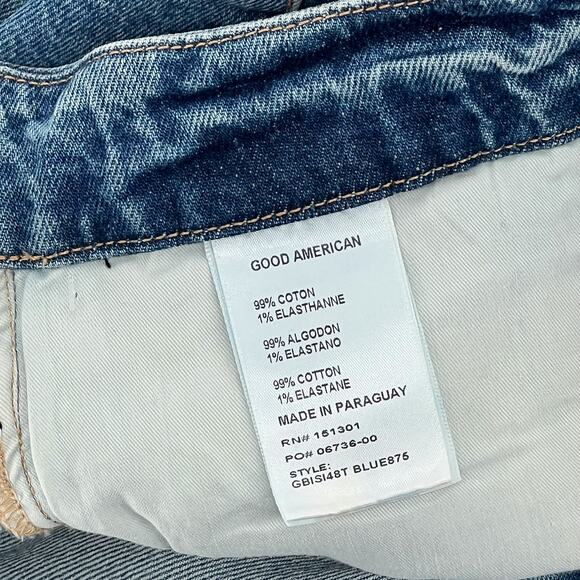 GOOD AMERICAN
99% COTON
1% ELASTHANNE
99% ALGODON
1% ELASTANO
99% COTTON
1% ELASTANE
MADE IN PARAGUAY
RN# 151301
PO# 06736-00
STYLE:
GBISI48T BLUE875